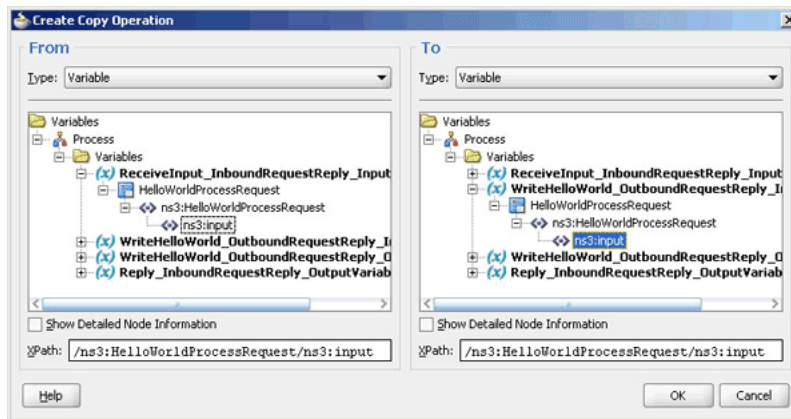 Create Copy Operation
From
Type: Variable
Variables
Process
Variables
(x) ReceiveInput_InboundRequestReply_Input
HelloWorldProcessRequest
ns3:HelloWorldProcessRequest
ns3:input
(x) WriteHelloWorld_OutboundRequestReply_I
(x) WriteHelloWorld_OutboundRequestReply_O
(x) Reply_InboundRequestReply_OutputVariab
Show Detailed Node Information
XPath: /ns3:HelloWorldProcessRequest/ns3:input
To
Type: Variable
Variables
Process
Variables
(x) ReceiveInput_InboundRequestReply_Input
(x) WriteHelloWorld_OutboundRequestReply_I
HelloWorldProcessRequest
ns3:HelloWorldProcessRequest
ns3:input
(x) WriteHelloWorld_OutboundRequestReply_O
(x) Reply_InboundRequestReply_OutputVariab
Show Detailed Node Information
XPath: /ns3:HelloWorldProcessRequest/ns3:input
Help
OK
Cancel